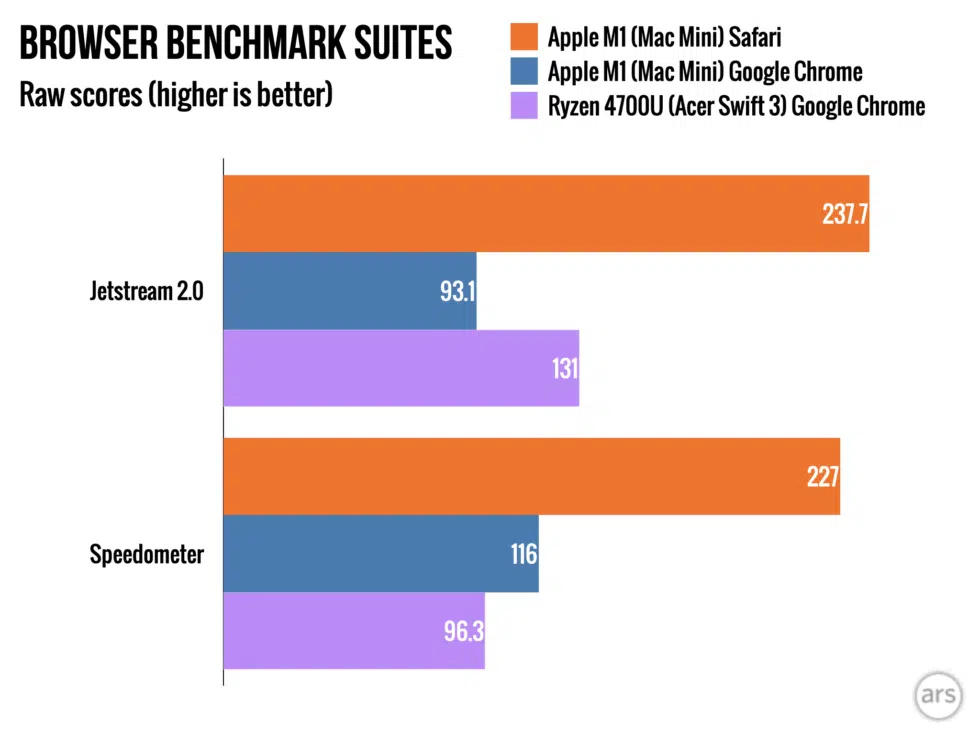 BROWSER BENCHMARK SUITES
Raw scores (higher is better)
Apple M1 (Mac Mini) Safari
Apple M1 (Mac Mini) Google Chrome
Ryzen 4700U (Acer Swift 3) Google Chrome
237.7
Jetstream 2.0
93.1
131
227
Speedometer
116
96.3
ars